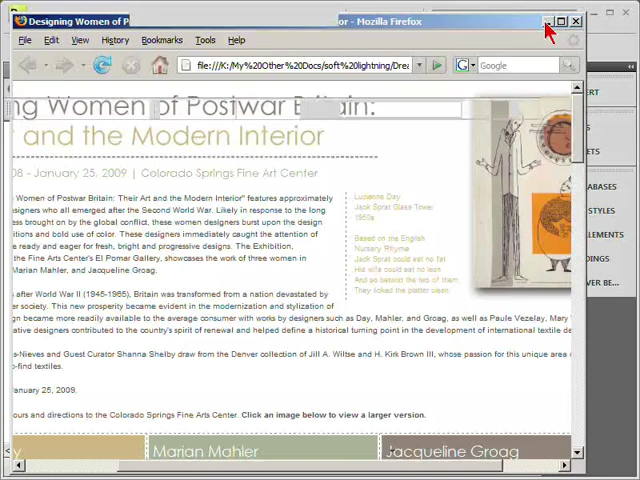 Designing Women of P
or - Mozilla Firefox
File Edit View History Bookmarks Tools Help
file:///K:/My%20Other%20Docs/soft%20lightning/Drea
Google
ng Women of Postwar Britain:
and the Modern Interior
08 - January 25, 2009 | Colorado Springs Fine Art Center
Women of Postwar Britain: Their Art and the Modern Interior" features approximately
signers who all emerged after the Second World War. Likely in response to the long
ess brought on by the global conflict, these women designers burst upon the design
itions and bold use of color. These designers immediately caught the attention of
e ready and eager for fresh, bright and progressive designs. The Exhibition,
the Fine Arts Center's El Pomar Gallery, showcases the work of three women in
Marian Mahler, and Jacqueline Groag.
Lucienne Day
Jack Sprat Glass Towel
1950s
Based on the English
Nursery Rhyme
Jack Sprat could eat no fat
His wife could eat no lean
And so behind the two of them
They licked the platter clean
after World War II (1945-1965), Britain was transformed from a nation devastated by
r society. This new prosperity became evident in the modernization and stylization of
gn became more readily available to the average consumer with works by designers such as Day, Mahler, and Groag, as well as Paule Vezelay, Mary
ative designers contributed to the country's spirit of renewal and helped define a historical turning point in the development of international textile de
s-Nieves and Guest Curator Shanna Shelby draw from the Denver collection of Jill A. Wiltse and H. Kirk Brown III, whose passion for this unique area of
-find textiles.
January 25, 2009.
ours and directions to the Colorado Springs Fine Arts Center. Click an image below to view a larger version.
y
Marian Mahler
Jacqueline Groag
ERT
S
ETS
ABASES
STYLES
LEMENTS
DINGS
VER BE...